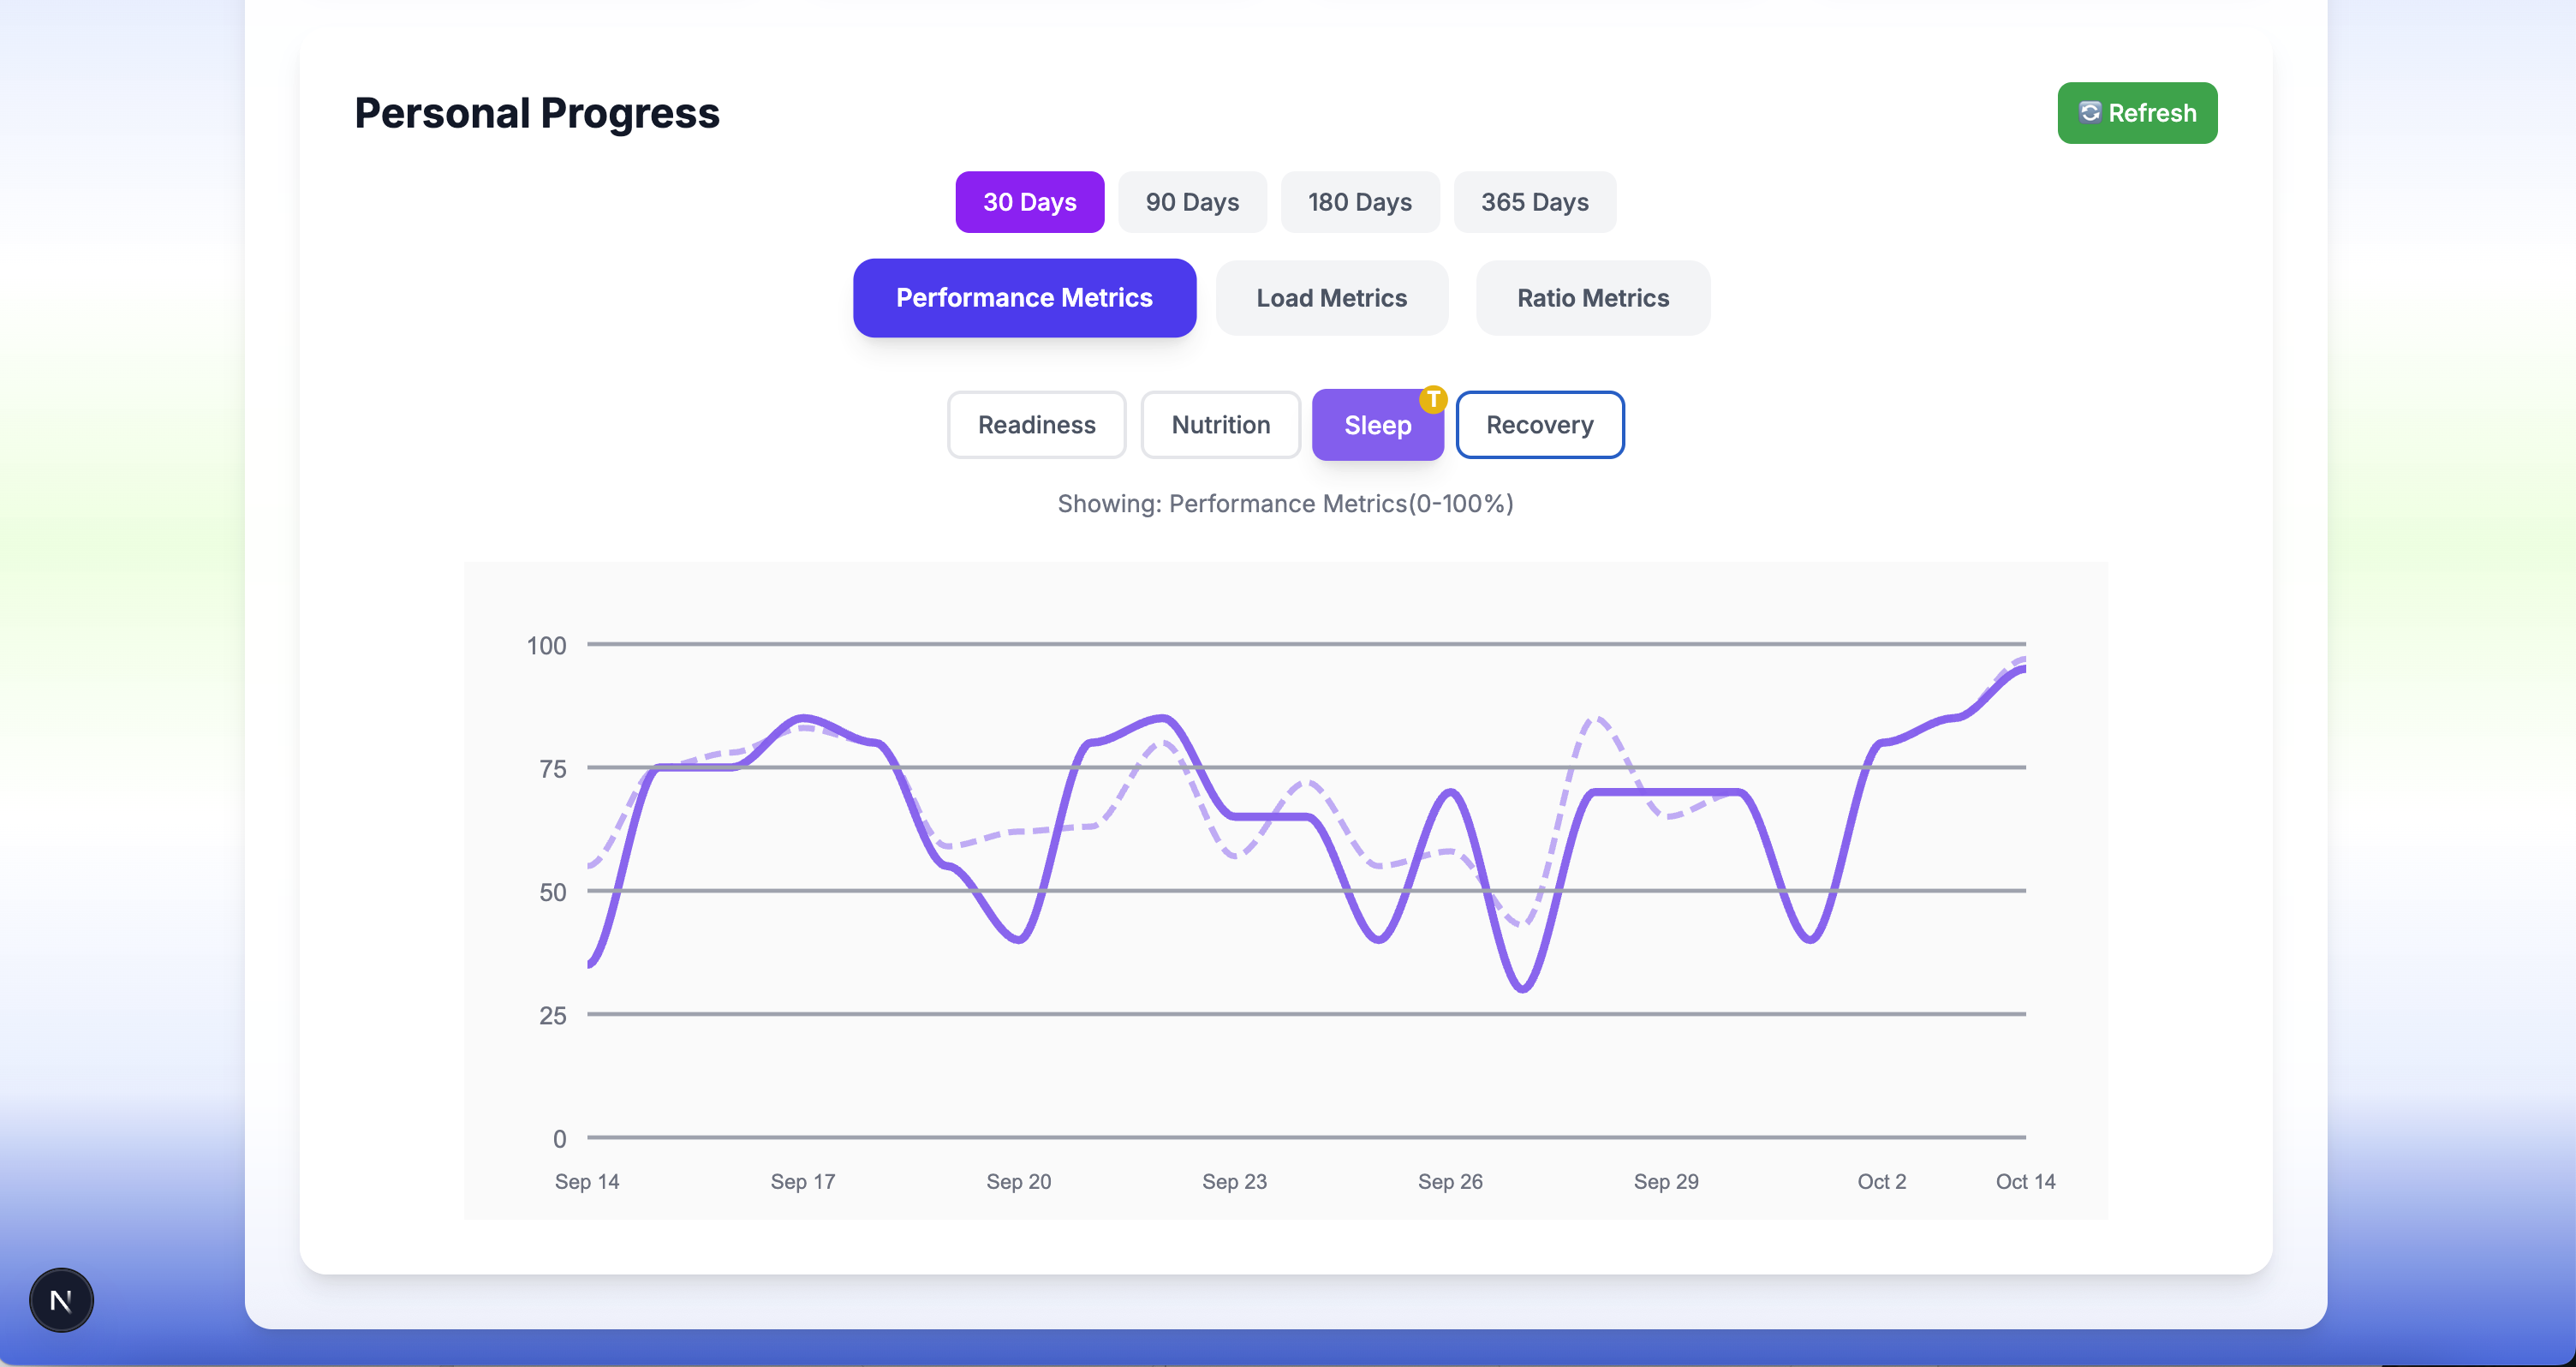 Personal Progress
Refresh
30 Days 90 Days 180 Days 365 Days
Performance Metrics Load Metrics Ratio Metrics
Readiness Nutrition Sleep T Recovery
Showing: Performance Metrics(0-100%)
100
75
50
25
0
Sep 14 Sep 17 Sep 20 Sep 23 Sep 26 Sep 29 Oct 2 Oct 14
N